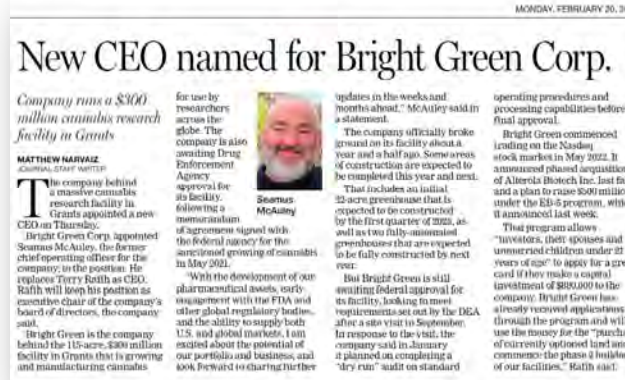 MONDAY, FEBRUARY 20,
New CEO named for Bright Green Corp.
Company runs a $300
million cannabis research
facility in Grants
MATTHEW NARVAIZ
JOURNAL STAFF WRITER
The company behind
a massive cannabis
research facility in
Grants appointed a new
CEO on Thursday.
Bright Green Corp. appointed
Seamus McAuley, the former
chief operating officer for the
company, to the position. He
replaces Terry Rafih as CEO.
Rafih will keep his position as
executive chair of the company's
board of directors, the company
said.
Bright Green is the company
behind the 115-acre, $300 million
facility in Grants that is growing
and manufacturing cannabis
for use by
researchers
across the
globe. The
company is also
awaiting Drug
Enforcement
Agency
approval for
its facility,
following a
memorandum
of agreement signed with
the federal agency for the
sanctioned growing of cannabis
in May 2021.
"With the development of our
pharmaceutical assets, early
engagement with the FDA and
other global regulatory bodies,
and the ability to supply both
U.S. and global markets, I am
excited about the potential of
our portfolio and business, and
look forward to sharing further
Seamus
McAuley
updates in the weeks and
months ahead," McAuley said in
a statement.
The company officially broke
ground on its facility about a
year and a half ago. Some areas
of construction are expected to
be completed this year and next.
That includes an initial
22-acre greenhouse that is
expected to be constructed
by the first quarter of 2023, as
well as two fully-automated
greenhouses that are expected
to be fully constructed by next
year.
But Bright Green is still
awaiting federal approval for
its facility, looking to meet
requirements set out by the DEA
after a site visit in September.
In response to the visit, the
company said in January
it planned on completing a
"dry run" audit on standard
operating procedures and
processing capabilities before
final approval.
Bright Green commenced
trading on the Nasdaq
stock market in May 2022. It
announced phased acquisition
of Alterola Biotech Inc. last fa
and a plan to raise $500 millio
under the EB-5 program, whic
it announced last week.
That program allows
"investors, their spouses and
unmarried children under 21
years of age" to apply for a gre
card if they make a capital
investment of $800,000 to the
company. Bright Green has
already received applications
through the program and wil
use the money for the "purch
of currently optioned land and
commence the phase 2 buildou
of our facilities," Rafih said.